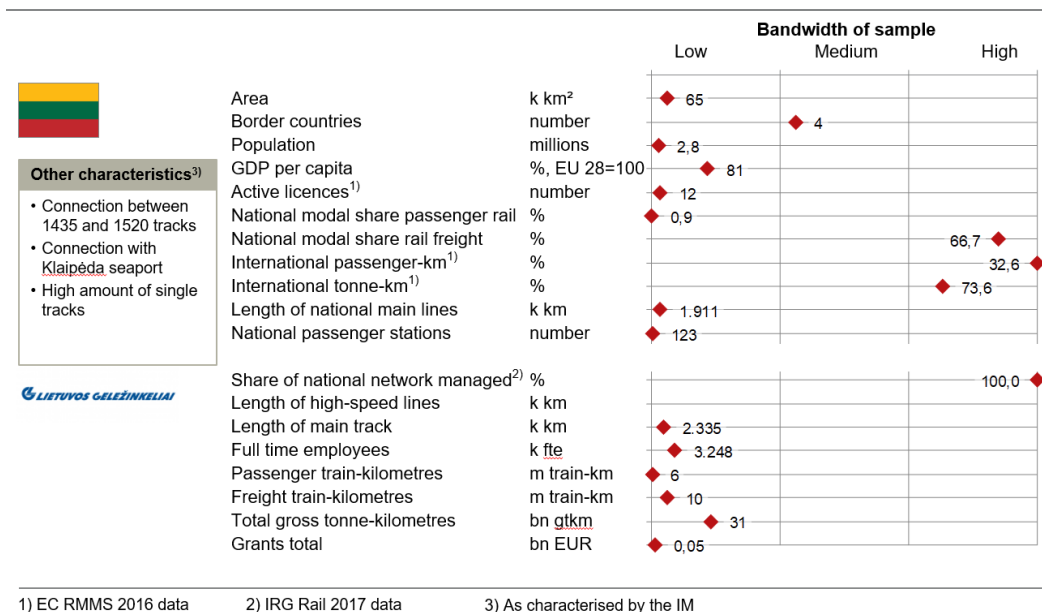 Bandwidth of sample
Low Medium High
Area k km² 65
Border countries number 4
Population millions 2,8
GDP per capita %, EU 28=100 81
Active licences1) number 12
National modal share passenger rail % 0,9
National modal share rail freight % 66,7
International passenger-km1) % 32,6
International tonne-km1) % 73,6
Length of national main lines k km 1.911
National passenger stations number 123
Other characteristics3)
• Connection between
1435 and 1520 tracks
• Connection with
Klaipėda seaport
• High amount of single
tracks
LIETUVOS GELEŽINKELIAI
Share of national network managed2) % 100,0
Length of high-speed lines k km
Length of main track k km 2.335
Full time employees k fte 3.248
Passenger train-kilometres m train-km 6
Freight train-kilometres m train-km 10
Total gross tonne-kilometres bn gtkm 31
Grants total bn EUR 0,05
1) EC RMMS 2016 data 2) IRG Rail 2017 data 3) As characterised by the IM